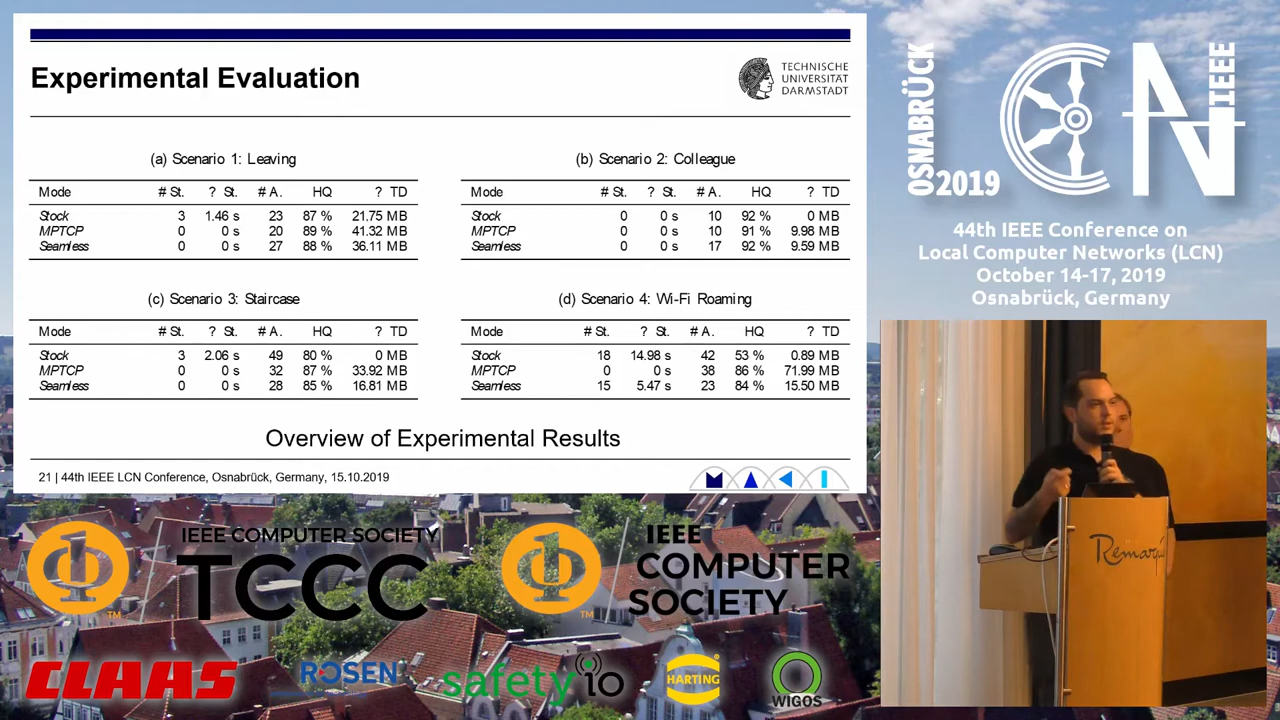 Experimental Evaluation
TECHNISCHE
UNIVERSITÄT
DARMSTADT
(a) Scenario 1: Leaving
Mode # St. ? St. # A. HQ ? TD
Stock 3 1.46 s 23 87 % 21.75 MB
MPTCP 0 0 s 20 89 % 41.32 MB
Seamless 0 0 s 27 88 % 36.11 MB
(b) Scenario 2: Colleague
Mode # St. ? St. # A. HQ ? TD
Stock 0 0 s 10 92 % 0 MB
MPTCP 0 0 s 10 91 % 9.98 MB
Seamless 0 0 s 17 92 % 9.59 MB
(c) Scenario 3: Staircase
Mode # St. ? St. # A. HQ ? TD
Stock 3 2.06 s 49 80 % 0 MB
MPTCP 0 0 s 32 87 % 33.92 MB
Seamless 0 0 s 28 85 % 16.81 MB
(d) Scenario 4: Wi-Fi Roaming
Mode # St. ? St. # A. HQ ? TD
Stock 18 14.98 s 42 53 % 0.89 MB
MPTCP 0 0 s 38 86 % 71.99 MB
Seamless 15 5.47 s 23 84 % 15.50 MB
Overview of Experimental Results
21 | 44th IEEE LCN Conference, Osnabrück, Germany, 15.10.2019
OSNABRÜCK
2019
LCN
IEEE
44th IEEE Conference on
Local Computer Networks (LCN)
October 14-17, 2019
Osnabrück, Germany
Remarque
IEEE COMPUTER SOCIETY
TCCC
TM
IEEE
COMPUTER
SOCIETY
TM
CLAAS
ROSEN
safety io
HARTING
WIGOS